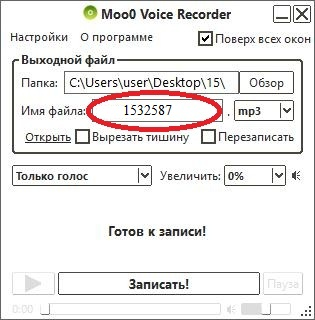 Moo0 Voice Recorder
Настройки О программе Поверх всех окон
Выходной файл
Папка: C:\Users\user\Desktop\15\ Обзор
Имя файла: 1532587 . mp3
Открыть Вырезать тишину Перезаписать
Только голос Увеличить: 0%
Готов к записи!
Записать! Пауза
0:00